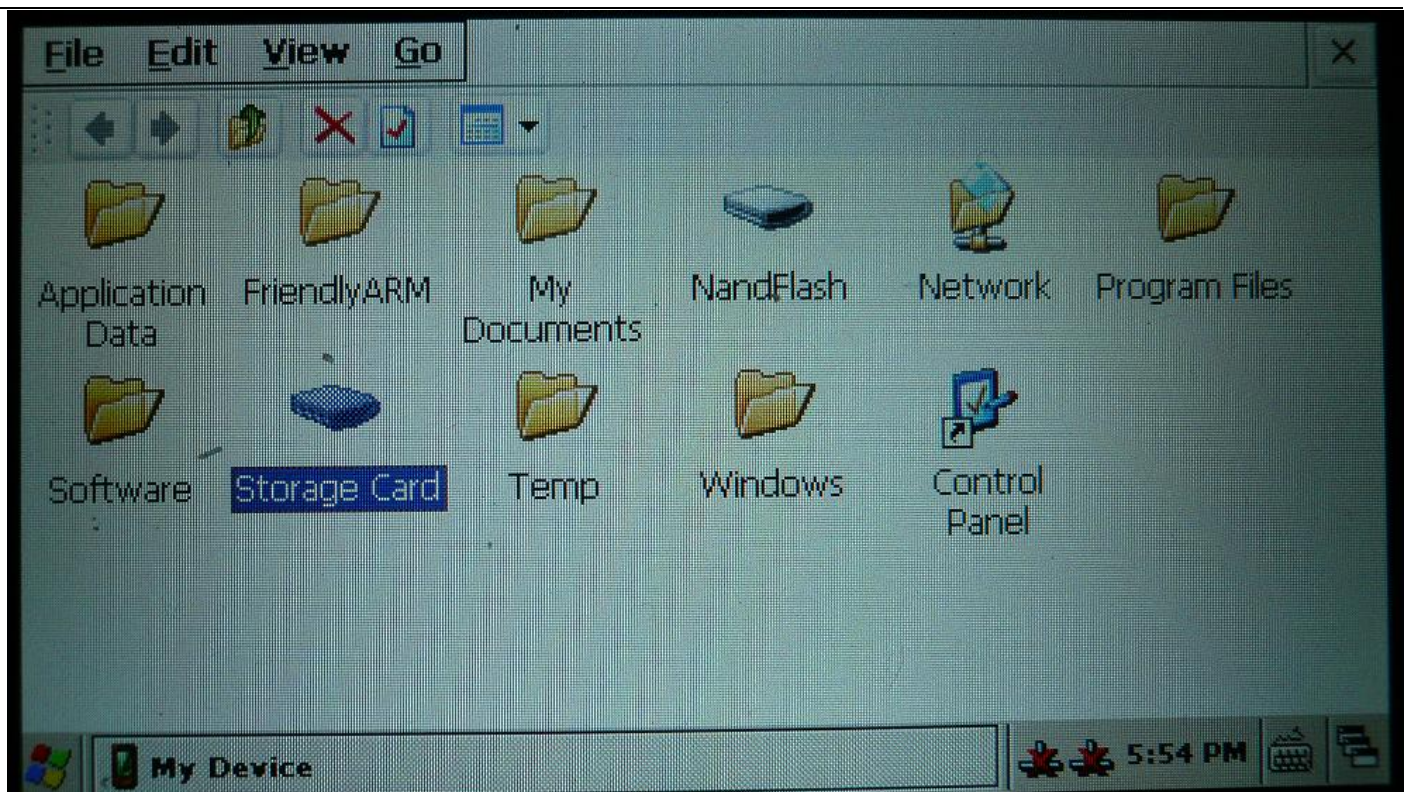 File Edit View Go
Application Data
FriendlyARM
My Documents
NandFlash
Network
Program Files
Software
Storage Card
Temp
Windows
Control Panel
My Device
5:54 PM